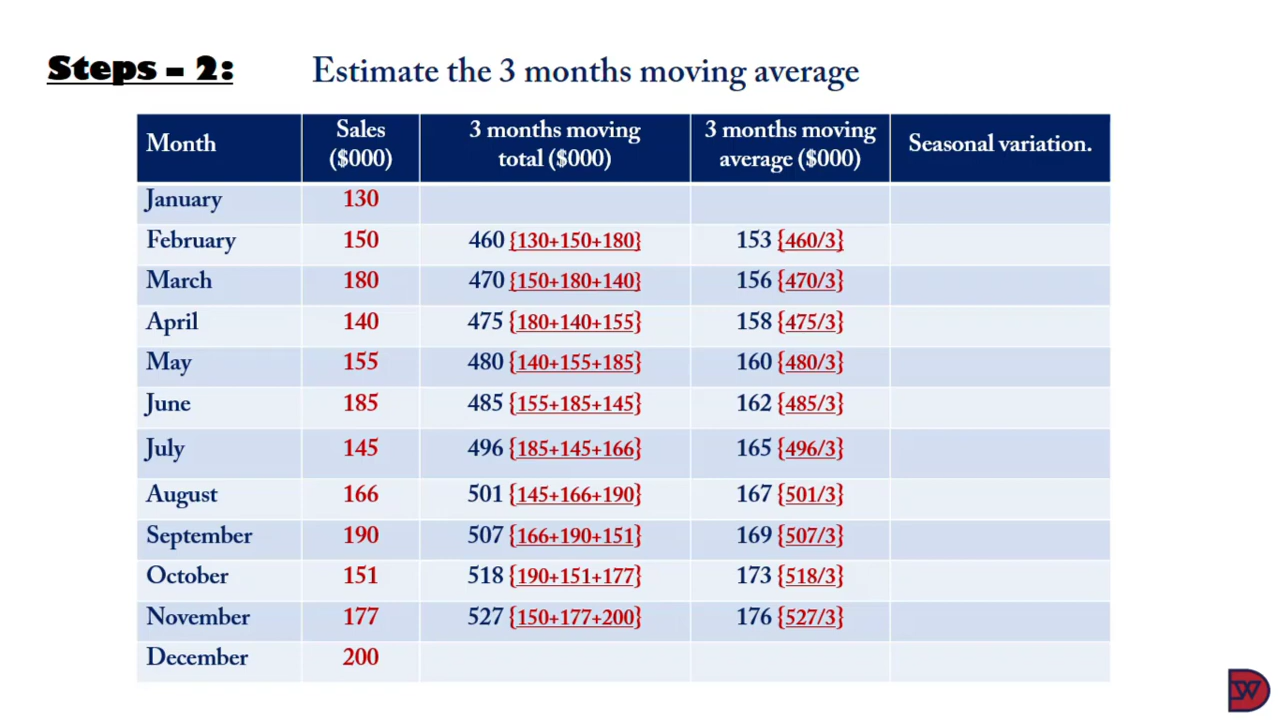 Steps – 2: Estimate the 3 months moving average
Month Sales ($000) 3 months moving total ($000) 3 months moving average ($000) Seasonal variation.
January 130
February 150 460 {130+150+180} 153 {460/3}
March 180 470 {150+180+140} 156 {470/3}
April 140 475 {180+140+155} 158 {475/3}
May 155 480 {140+155+185} 160 {480/3}
June 185 485 {155+185+145} 162 {485/3}
July 145 496 {185+145+166} 165 {496/3}
August 166 501 {145+166+190} 167 {501/3}
September 190 507 {166+190+151} 169 {507/3}
October 151 518 {190+151+177} 173 {518/3}
November 177 527 {150+177+200} 176 {527/3}
December 200
W